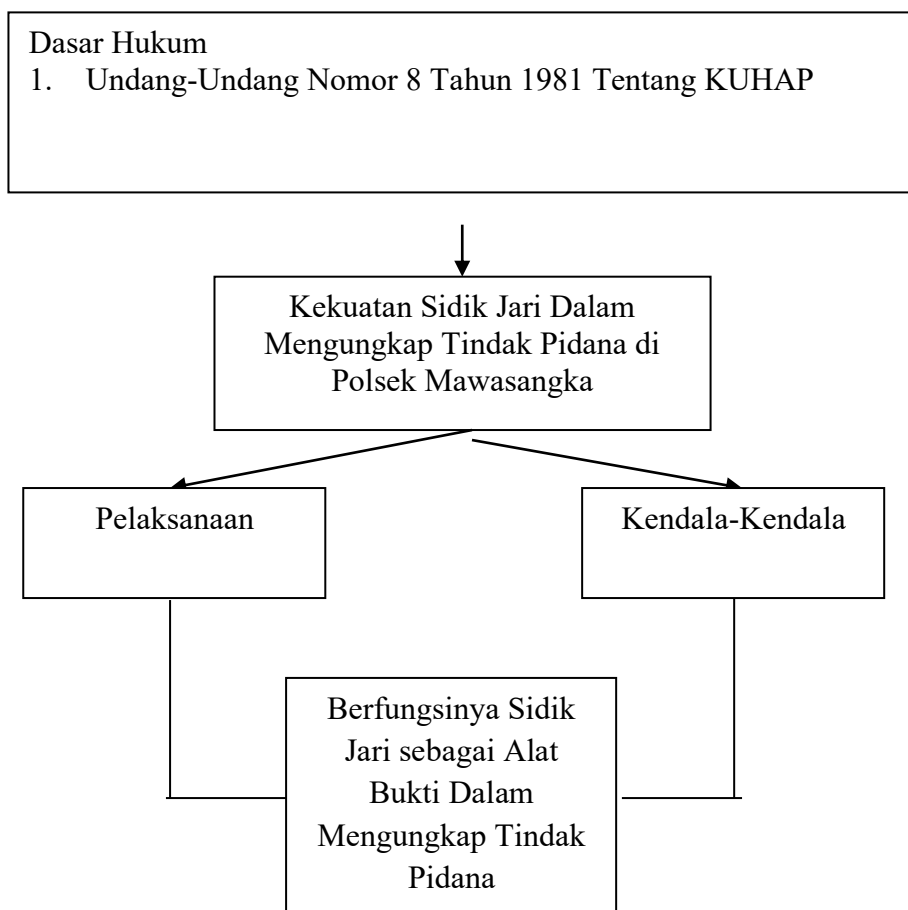 Dasar Hukum
1. Undang-Undang Nomor 8 Tahun 1981 Tentang KUHAP
Kekuatan Sidik Jari Dalam
Mengungkap Tindak Pidana di
Polsek Mawasangka
Pelaksanaan
Kendala-Kendala
Berfungsinya Sidik
Jari sebagai Alat
Bukti Dalam
Mengungkap Tindak
Pidana